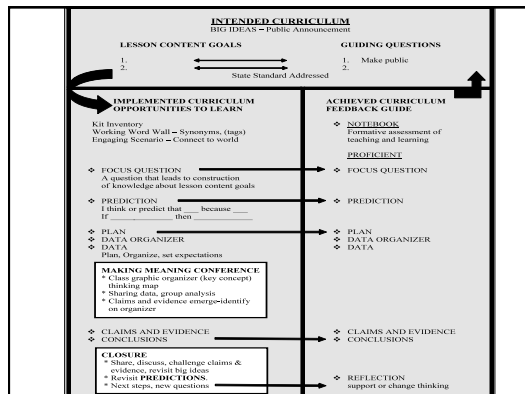 INTENDED CURRICULUM
BIG IDEAS – Public Announcement
LESSON CONTENT GOALS
1.
2.
GUIDING QUESTIONS
1. Make public
2.
State Standard Addressed
IMPLEMENTED CURRICULUM
OPPORTUNITIES TO LEARN
Kit Inventory
Working Word Wall – Synonyms, (tags)
Engaging Scenario – Connect to world
❖ FOCUS QUESTION
A question that leads to construction
of knowledge about lesson content goals
❖ PREDICTION
I think or predict that ___ because ___
If ____________ then ____________
❖ PLAN
❖ DATA ORGANIZER
❖ DATA
Plan, Organize, set expectations
MAKING MEANING CONFERENCE
* Class graphic organizer (key concept)
thinking map
* Sharing data, group analysis
* Claims and evidence emerge-identify
on organizer
❖ CLAIMS AND EVIDENCE
❖ CONCLUSIONS
CLOSURE
* Share, discuss, challenge claims &
evidence, revisit big ideas
* Revisit PREDICTIONS.
* Next steps, new questions
ACHIEVED CURRICULUM
FEEDBACK GUIDE
❖ NOTEBOOK
Formative assessment of
teaching and learning
PROFICIENT
❖ FOCUS QUESTION
❖ PREDICTION
❖ PLAN
❖ DATA ORGANIZER
❖ DATA
❖ CLAIMS AND EVIDENCE
❖ CONCLUSIONS
❖ REFLECTION
support or change thinking